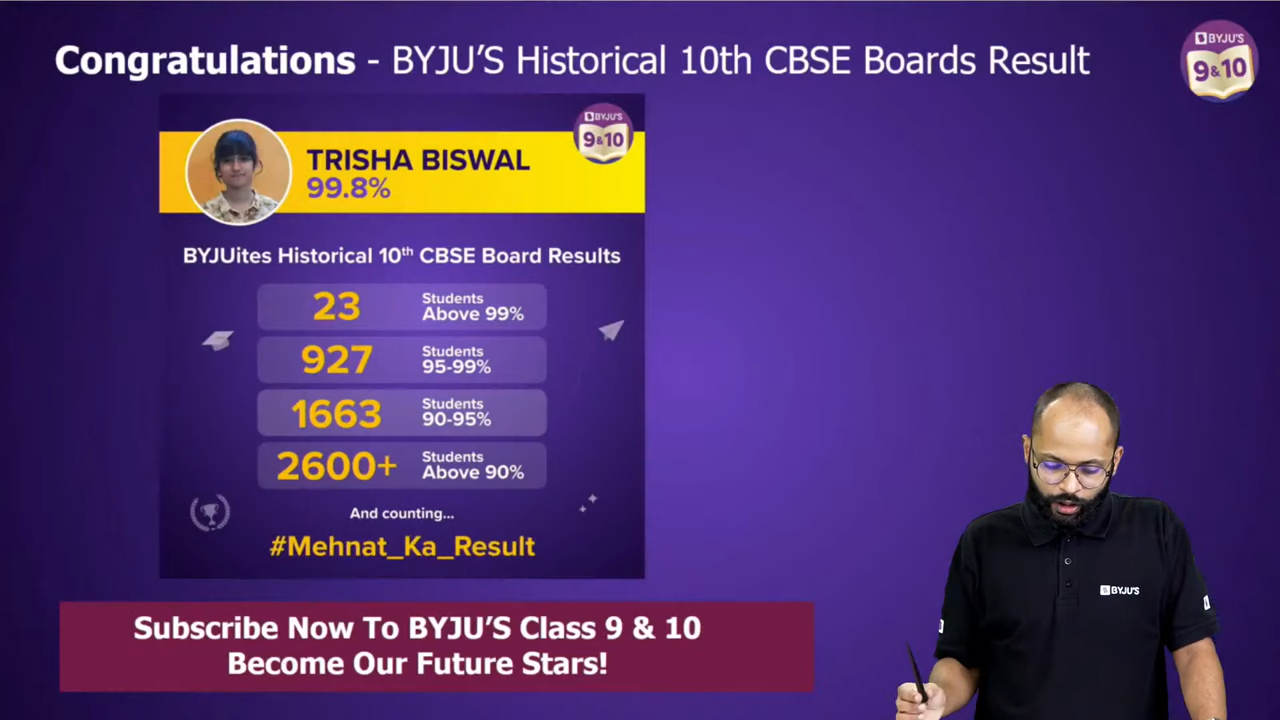 Congratulations - BYJU'S Historical 10th CBSE Boards Result
BYJU'S
9&10
BYJU'S
9&10
TRISHA BISWAL
99.8%
BYJUites Historical 10th CBSE Board Results
23
Students
Above 99%
927
Students
95-99%
1663
Students
90-95%
2600+
Students
Above 90%
And counting...
#Mehnat_Ka_Result
Subscribe Now To BYJU'S Class 9 & 10
Become Our Future Stars!
BYJU'S